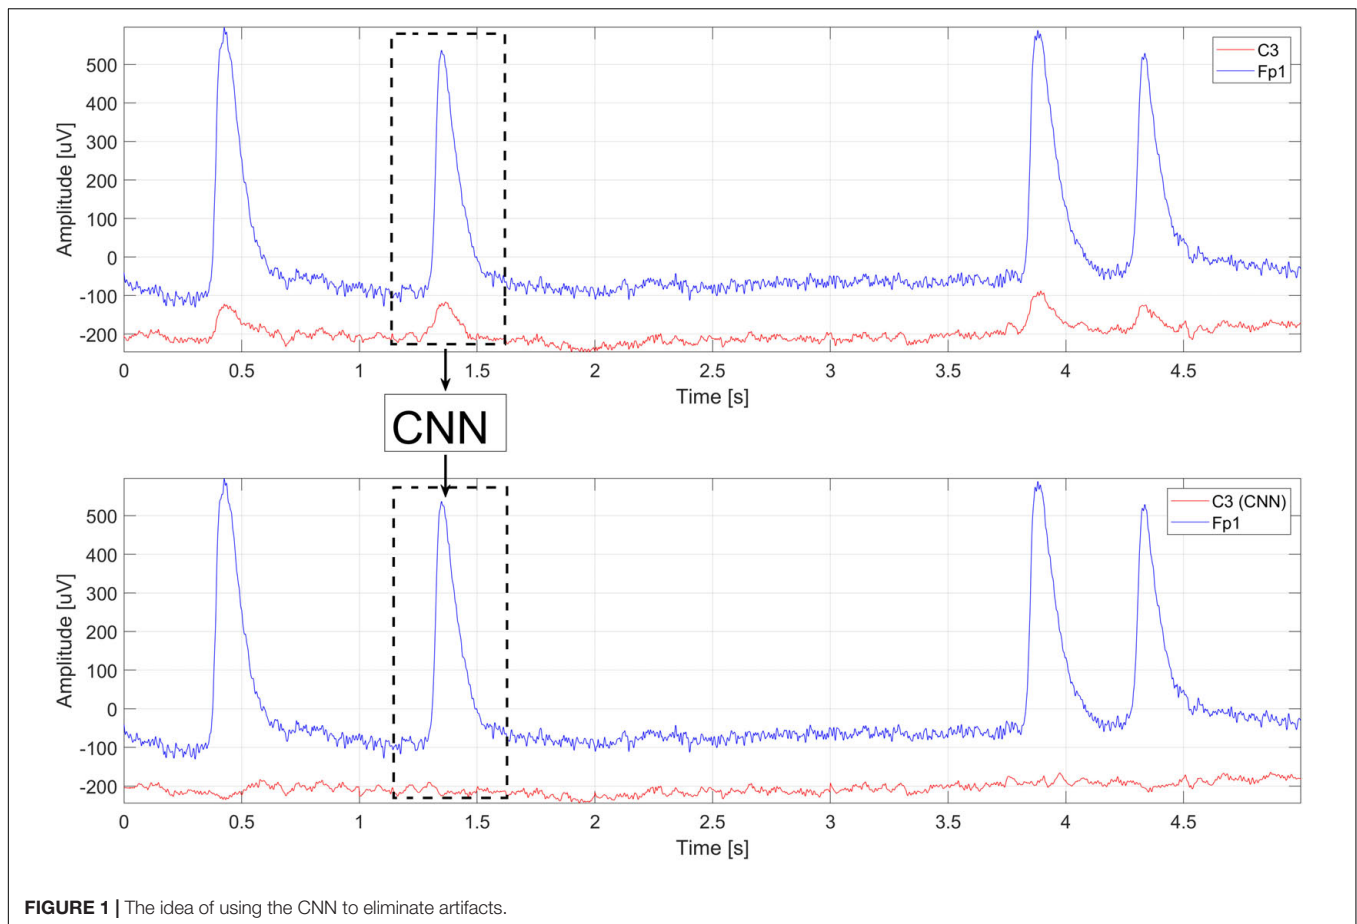 C3
Fp1
500
400
300
200
100
0
-100
-200
Amplitude [uV]
0 0.5 1 1.5 2 2.5 3 3.5 4 4.5
Time [s]
CNN
C3 (CNN)
Fp1
500
400
300
200
100
0
-100
-200
Amplitude [uV]
0 0.5 1 1.5 2 2.5 3 3.5 4 4.5
Time [s]
FIGURE 1 | The idea of using the CNN to eliminate artifacts.